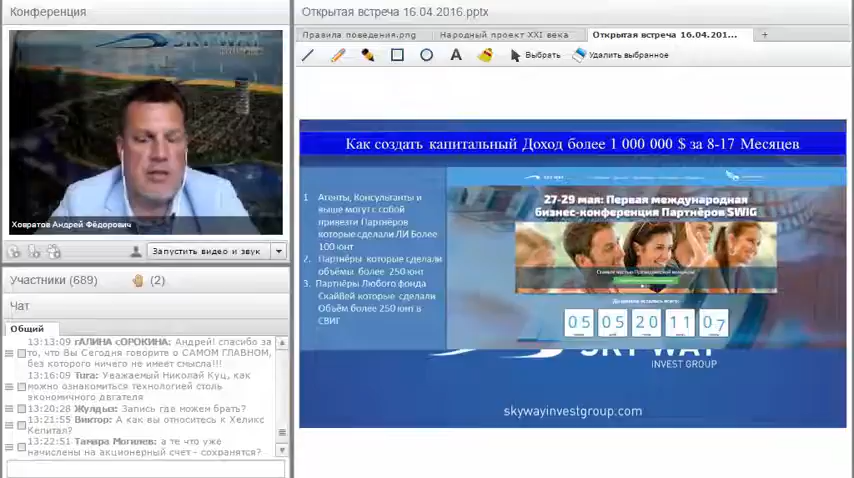 Конференция
SKY WAY
Ховратов Андрей Фёдорович
Запустить видео и звук
Участники (689)
(2)
Чат
Общий
13:13:09 гАЛИНА сОРОКИНА: Андрей! спасибо за
то, что Вы Сегодня говорите о САМОМ ГЛАВНОМ,
без которого ничего не имеет смысла!!!
13:16:09 Tura: Уважаемый Николай Куц, как
можно ознакомиться технологией столь
экономичного двгателя
13:20:28 Жулдыз: Запись где можем брать?
13:21:55 Виктор: А как вы относитесь к Хеликс
Кепитал?
13:22:51 Тамара Могилев: а те что уже
начислены на акционерный счет - сохранятся?
Открытая встреча 16.04.2016.pptx
Правила поведения.png
Народный проект XXI века
Открытая встреча 16.04.201...
+
A
Выбрать
Удалить выбранное
Как создать капитальный Доход более 1 000 000 $ за 8-17 Месяцев
1 Агенты, Консультанты и
выше могут с собой
привезти Партнёров
которые сделали ЛИ Более
100 юнт
2. Партнёры которые сделали
объёмы более 250 юнт
3. Партнёры Любого фонда
СкайВей которые сделали
Объём более 250 юнт в
СВИГ
27-29 мая: Первая международная
бизнес-конференция Партнёров SWIG
05 05 20 11 07
SKY WAY
INVEST GROUP
skywayinvestgroup.com